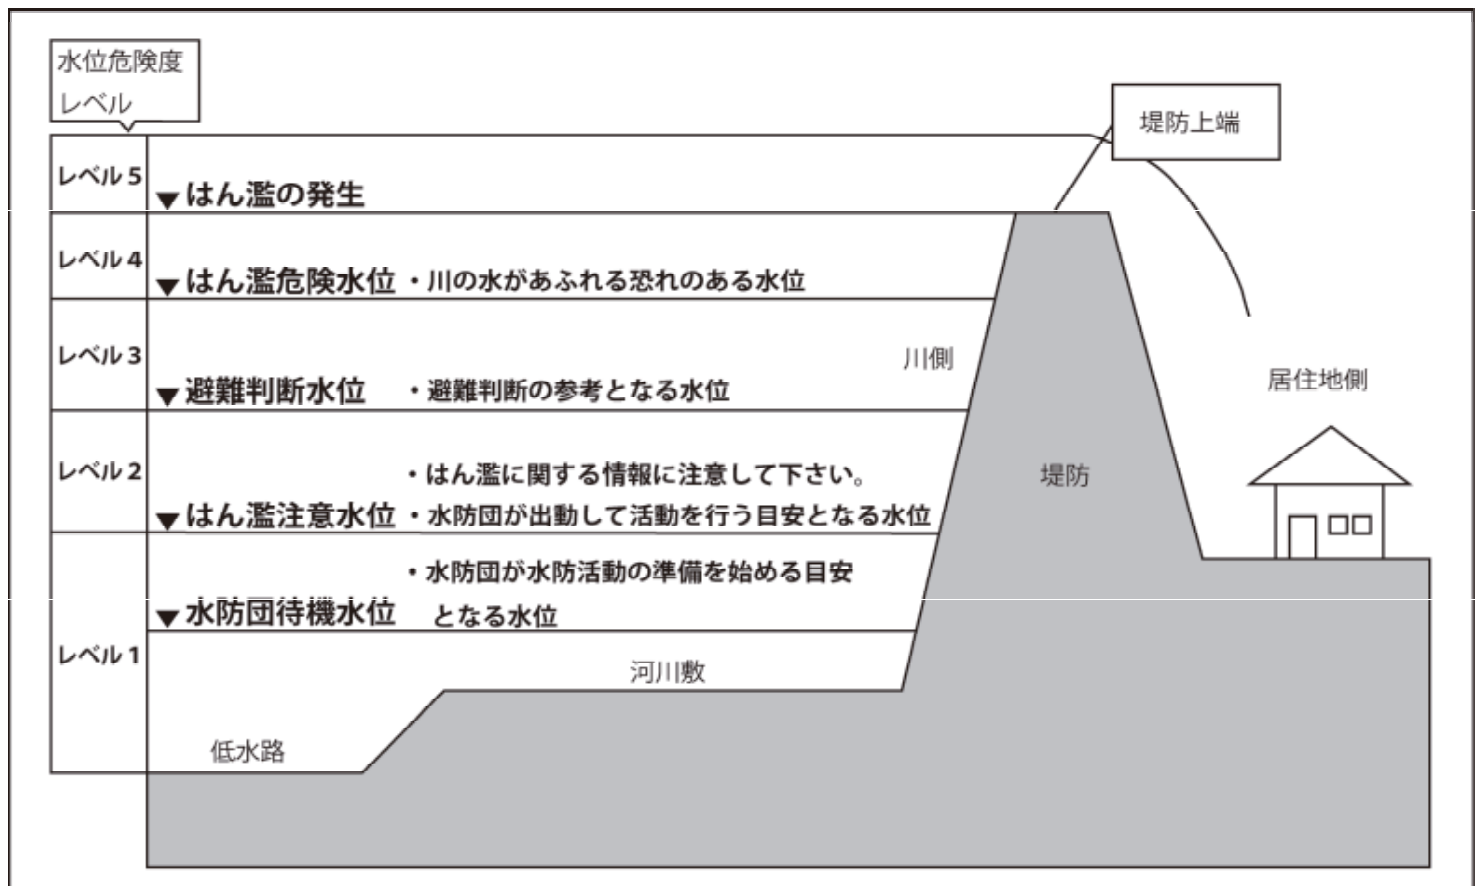 水位危険度
レベル
堤防上端
レベル5
▼はん濫の発生
レベル4
▼はん濫危険水位 ・川の水があふれる恐れのある水位
レベル3
川側
▼避難判断水位 ・避難判断の参考となる水位
居住地側
レベル2
・はん濫に関する情報に注意して下さい。
堤防
▼はん濫注意水位 ・水防団が出動して活動を行う目安となる水位
・水防団が水防活動の準備を始める目安
▼水防団待機水位 となる水位
レベル1
河川敷
低水路